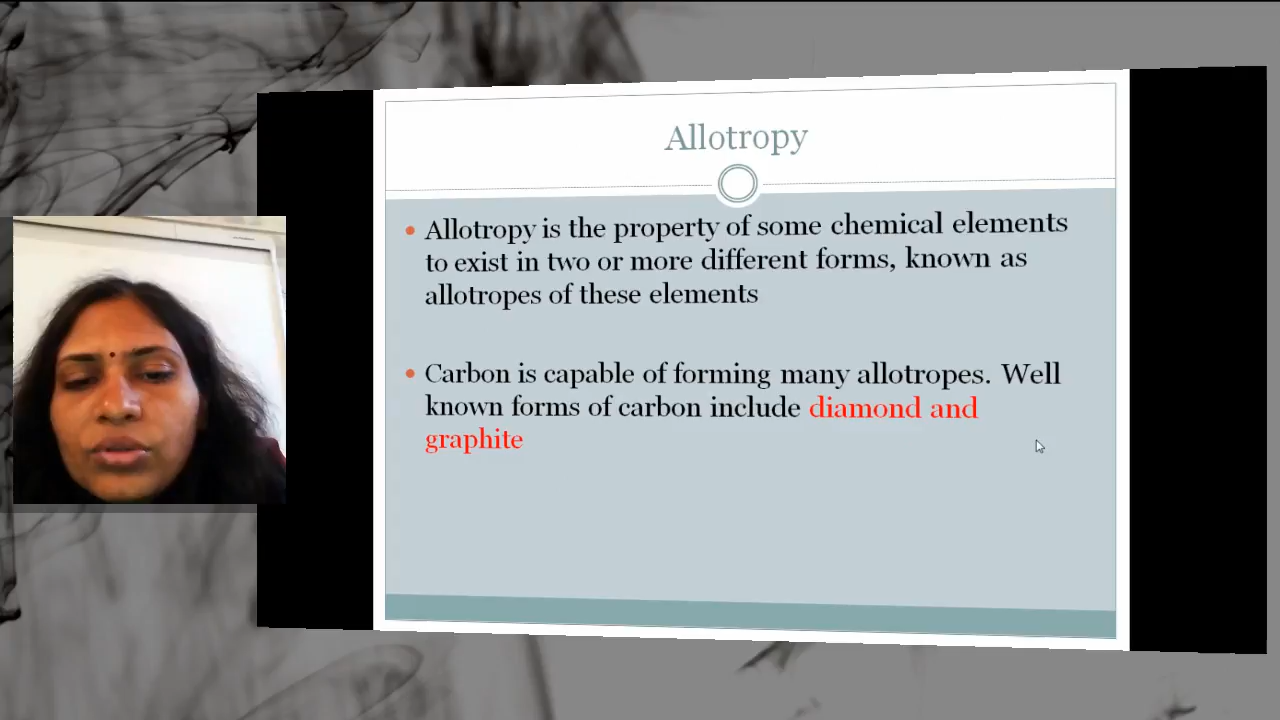 Allotropy
Allotropy is the property of some chemical elements
to exist in two or more different forms, known as
allotropes of these elements
Carbon is capable of forming many allotropes. Well
known forms of carbon include diamond and
graphite